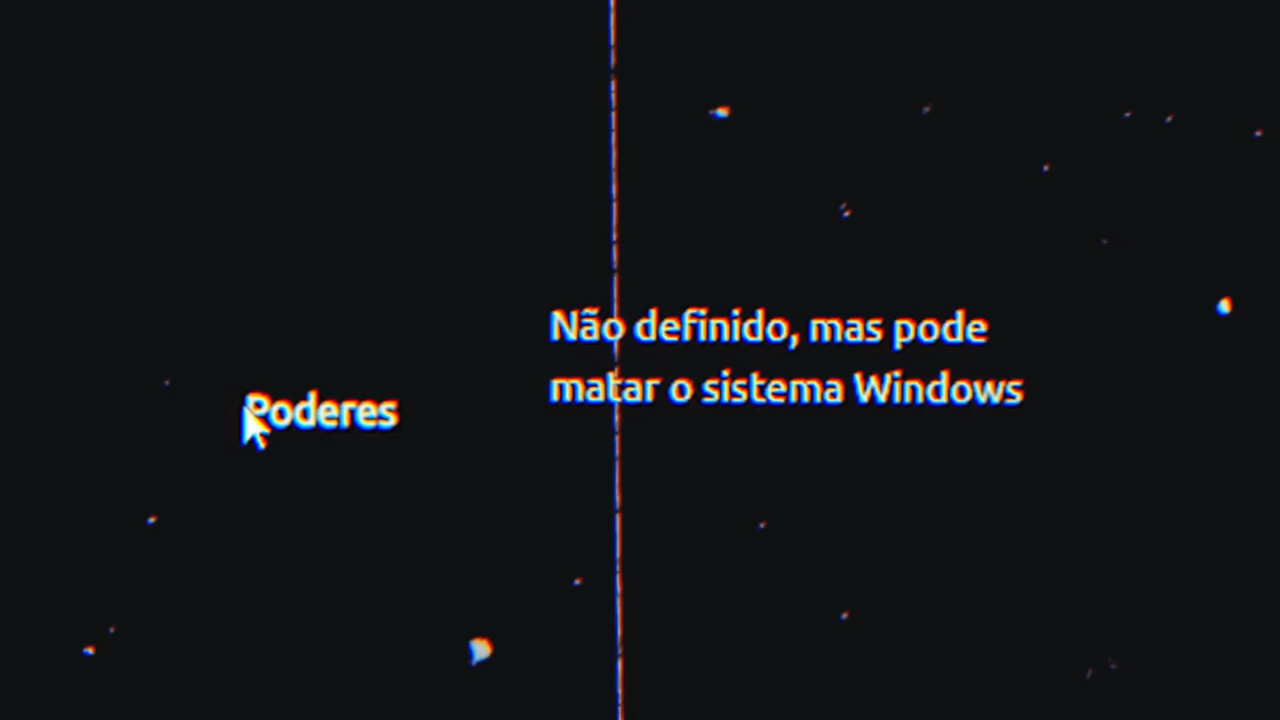 Poderes
Não definido, mas pode
matar o sistema Windows